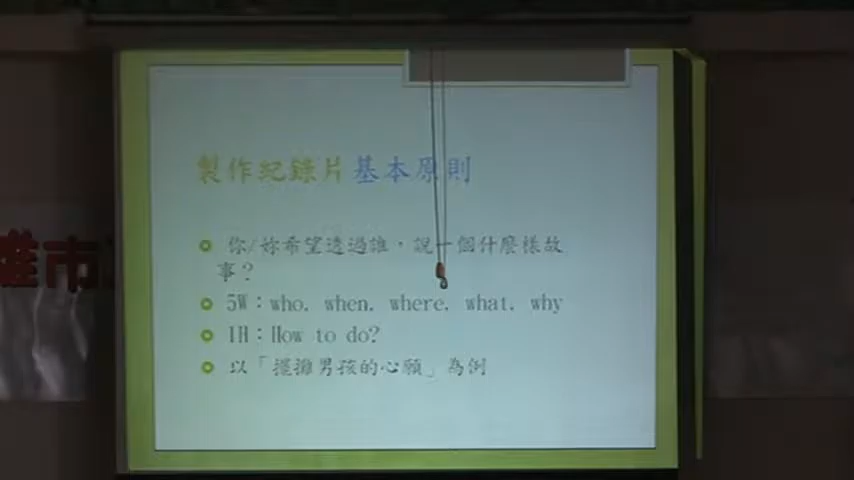 製作紀錄片基本原則
你/妳希望透過誰，說一個什麼樣故
事？
5W：who. when. where. what. why
1H：How to do?
以「擺攤男孩的心願」為例
雄市